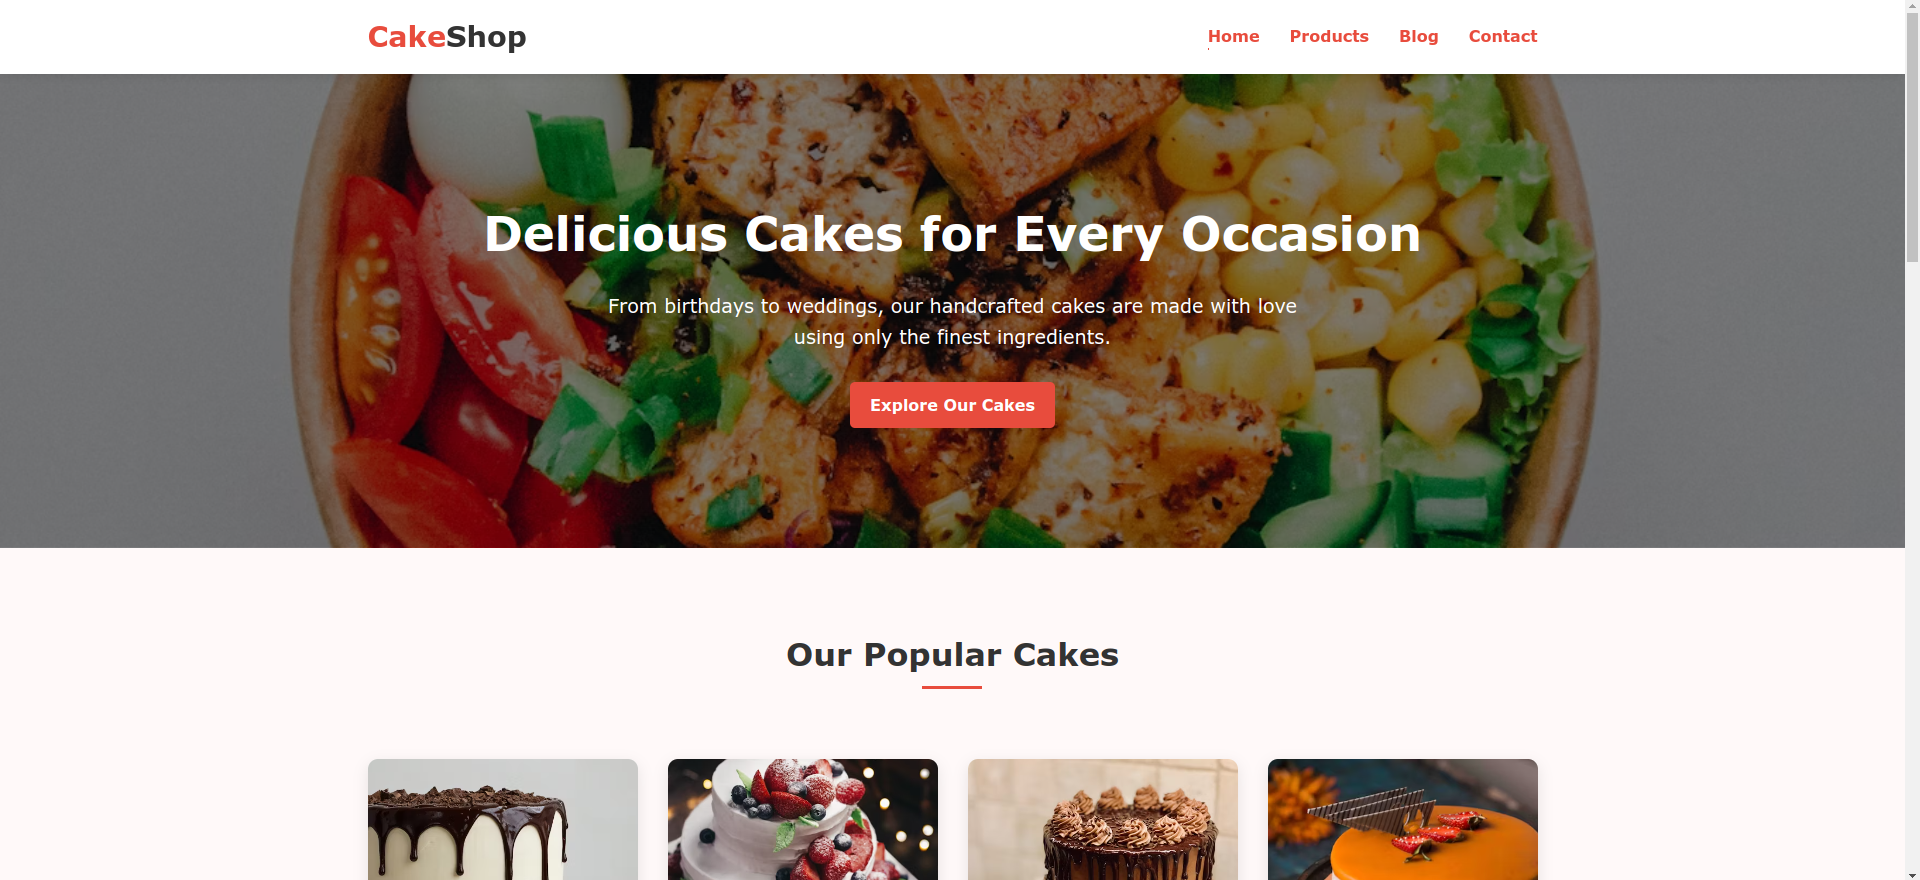 CakeShop
Home Products Blog Contact
Delicious Cakes for Every Occasion
From birthdays to weddings, our handcrafted cakes are made with love
using only the finest ingredients.
Explore Our Cakes
Our Popular Cakes